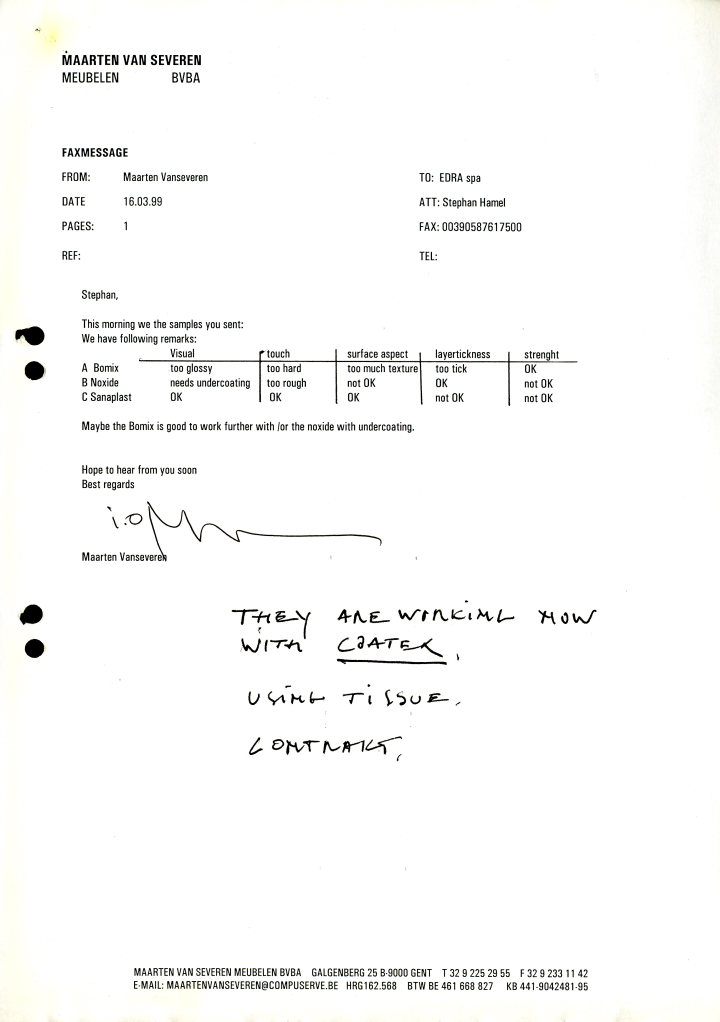 MAARTEN VAN SEVEREN
MEUBELEN BVBA
FAXMESSAGE
FROM: Maarten Vanseveren TO: EDRA spa
DATE 16.03.99 ATT: Stephan Hamel
PAGES: 1 FAX: 00390587617500
REF: TEL:
Stephan,
This morning we the samples you sent:
We have following remarks:
Visual touch surface aspect layertickness strenght
A Bomix too glossy too hard too much texture too tick OK
B Noxide needs undercoating too rough not OK OK not OK
C Sanaplast OK OK OK not OK not OK
Maybe the Bomix is good to work further with /or the noxide with undercoating.
Hope to hear from you soon
Best regards
i.o
Maarten Vanseveren
THEY ARE WORKING NOW
WITH COATEX,
USING TISSUE.
CONTRAKT,
MAARTEN VAN SEVEREN MEUBELEN BVBA GALGENBERG 25 B-9000 GENT T 32 9 225 29 55 F 32 9 233 11 42
E-MAIL: MAARTENVANSEVEREN@COMPUSERVE.BE HRG162.568 BTW BE 461 668 827 KB 441-9042481-95